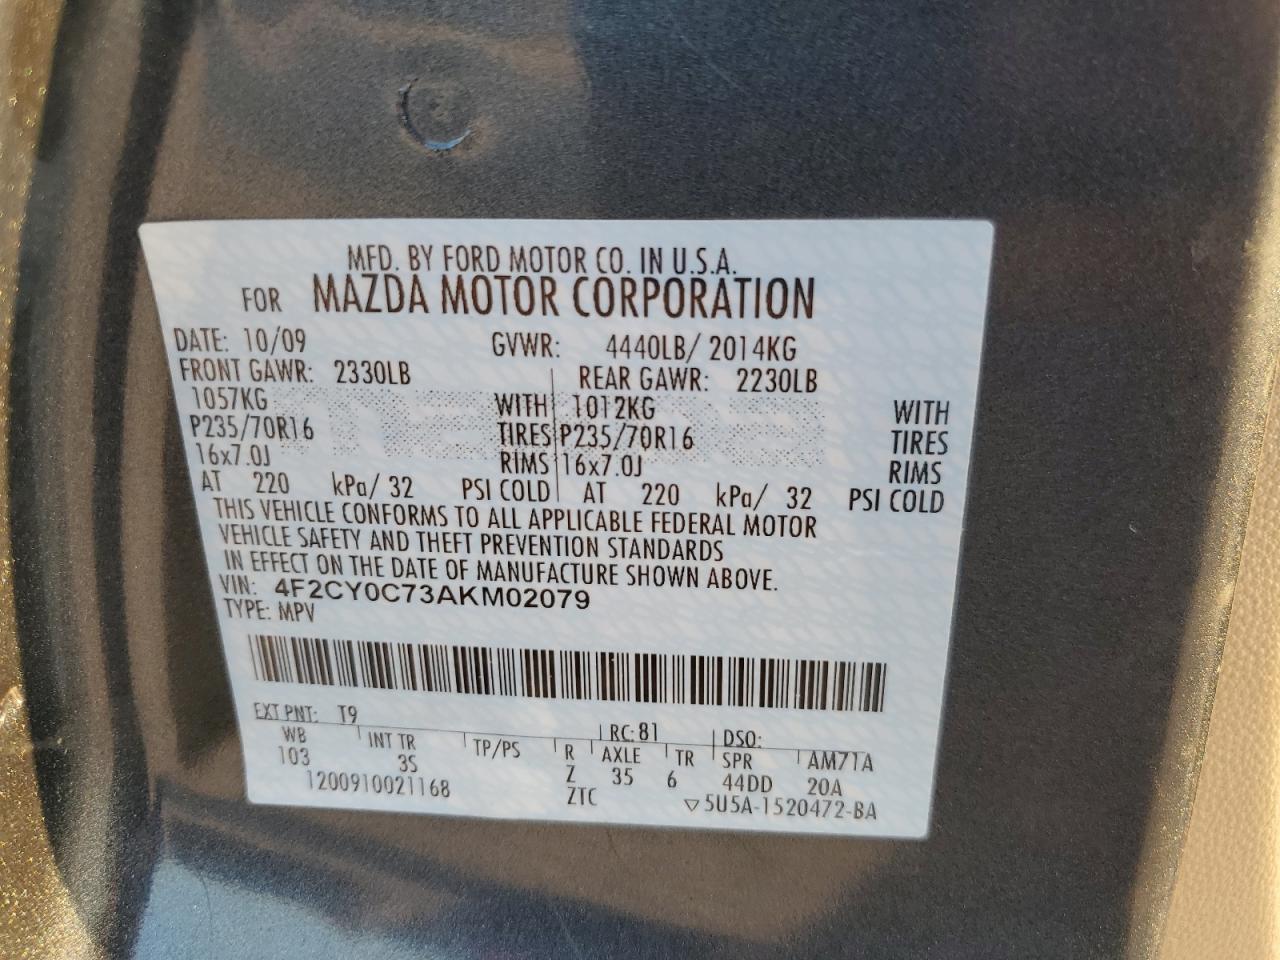 MFD. BY FORD MOTOR CO. IN U.S.A.
FOR MAZDA MOTOR CORPORATION
DATE: 10/09 GVWR: 4440LB/ 2014KG
FRONT GAWR: 2330LB REAR GAWR: 2230LB
1057KG WITH 1012KG WITH
P235/70R16 TIRES P235/70R16 TIRES
16x7.0J RIMS 16x7.0J RIMS
AT 220 kPa/ 32 PSI COLD AT 220 kPa/ 32 PSI COLD
THIS VEHICLE CONFORMS TO ALL APPLICABLE FEDERAL MOTOR
VEHICLE SAFETY AND THEFT PREVENTION STANDARDS
IN EFFECT ON THE DATE OF MANUFACTURE SHOWN ABOVE.
VIN: 4F2CY0C73AKM02079
TYPE: MPV
EXT PNT: T9 RC: 81 DSO:
WB INT TR TP/PS R AXLE TR SPR AM71A
103 3S Z 35 6 44DD 20A
1200910021168 ZTC 5U5A-1520472-BA